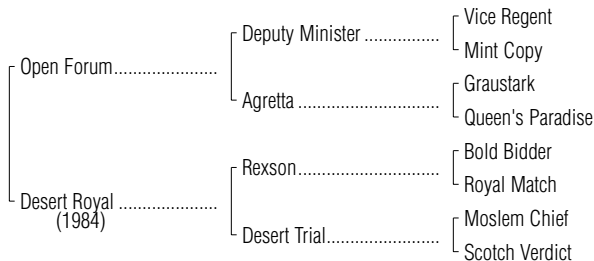 Vice Regent
Deputy Minister ................
Mint Copy
Open Forum......................
Graustark
Agretta ..............................
Queen's Paradise
Bold Bidder
Rexson..............................
Royal Match
Desert Royal .....................
(1984)
Moslem Chief
Desert Trial........................
Scotch Verdict